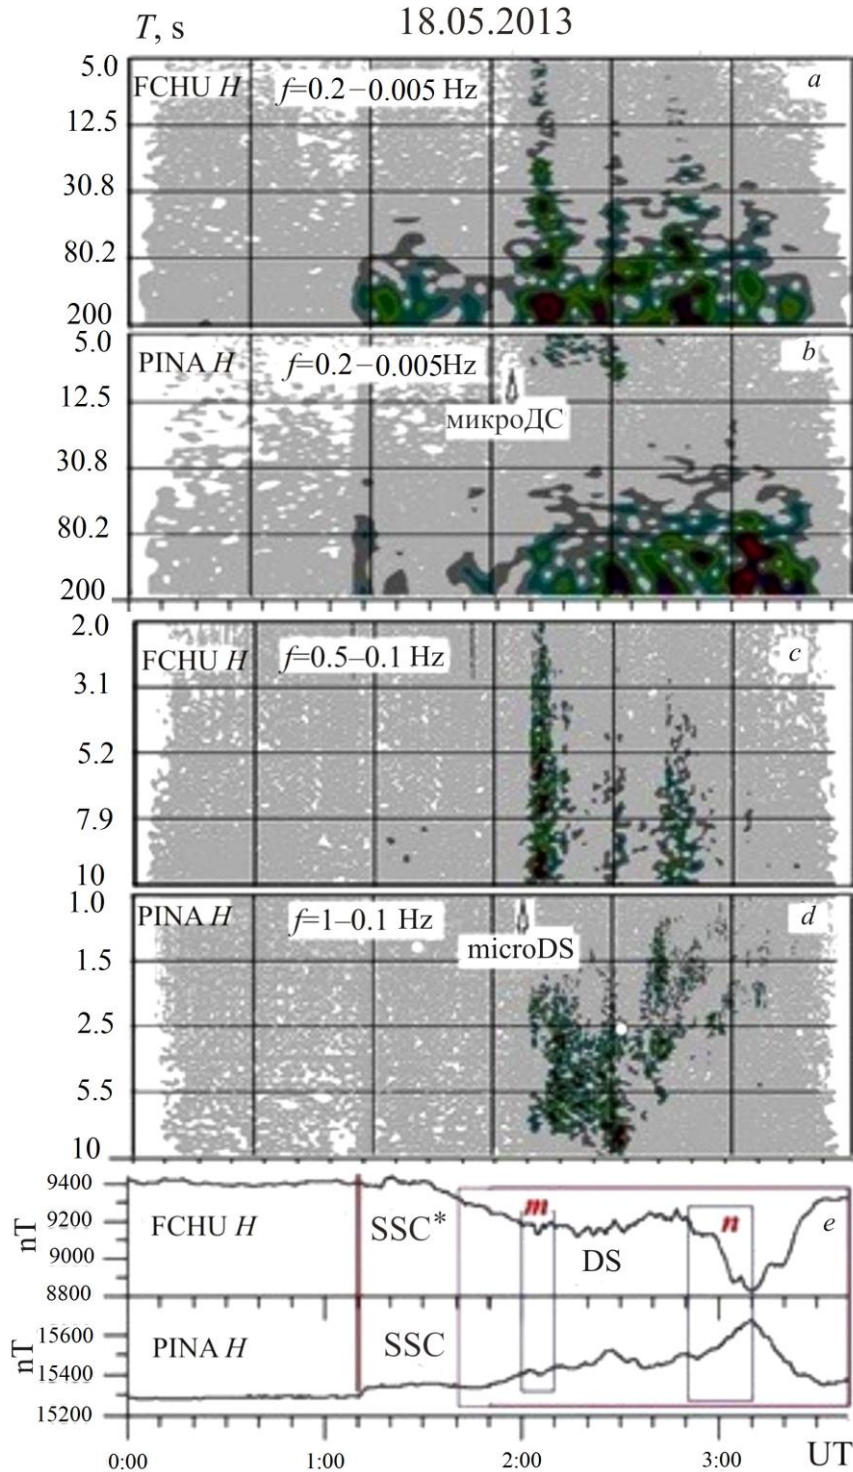 T, s 18.05.2013
5.0
FCHU H f=0.2–0.005 Hz a
12.5
30.8
80.2
200
5.0
PINA H f=0.2–0.005Hz b
12.5
микроДС
30.8
80.2
200
2.0
FCHU H f=0.5–0.1 Hz c
3.1
5.2
7.9
10
1.0
PINA H f=1–0.1 Hz d
microDS
1.5
2.5
5.5
10
9400
m
9200
FCHU H SSC* n e
nT
9000
DS
8800
15600
PINA H SSC
nT
15400
15200
0:00 1:00 2:00 3:00 UT